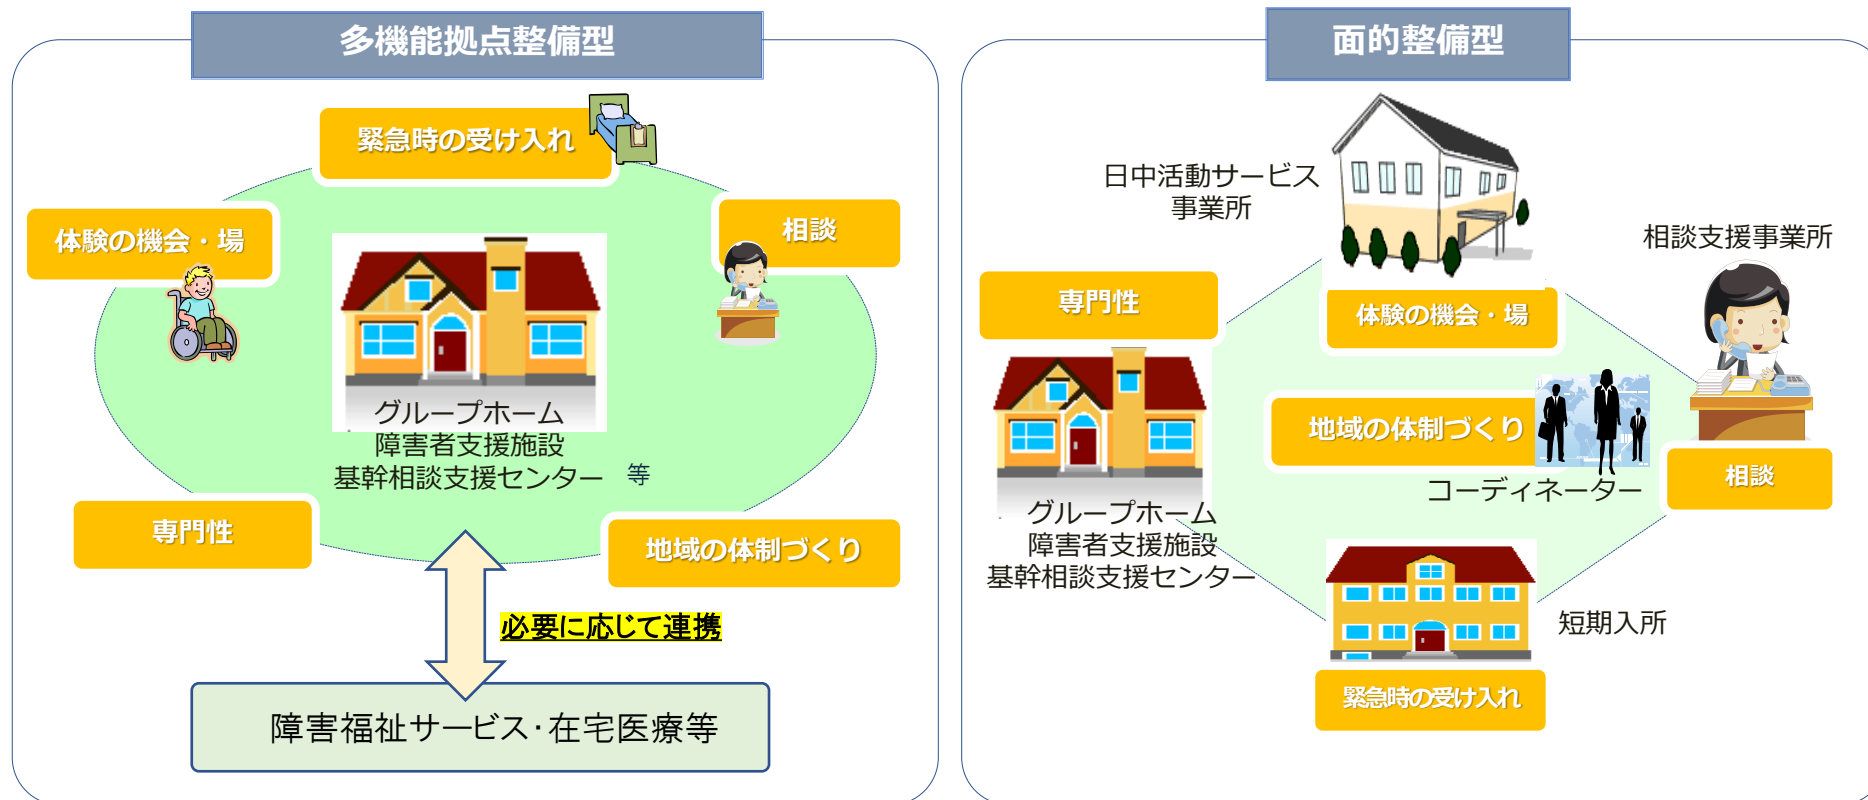 多機能拠点整備型
緊急時の受け入れ
体験の機会・場
相談
グループホーム
障害者支援施設
基幹相談支援センター 等
専門性
地域の体制づくり
必要に応じて連携
障害福祉サービス・在宅医療等
面的整備型
日中活動サービス
事業所
相談支援事業所
専門性
体験の機会・場
地域の体制づくり
コーディネーター
相談
グループホーム
障害者支援施設
基幹相談支援センター
短期入所
緊急時の受け入れ